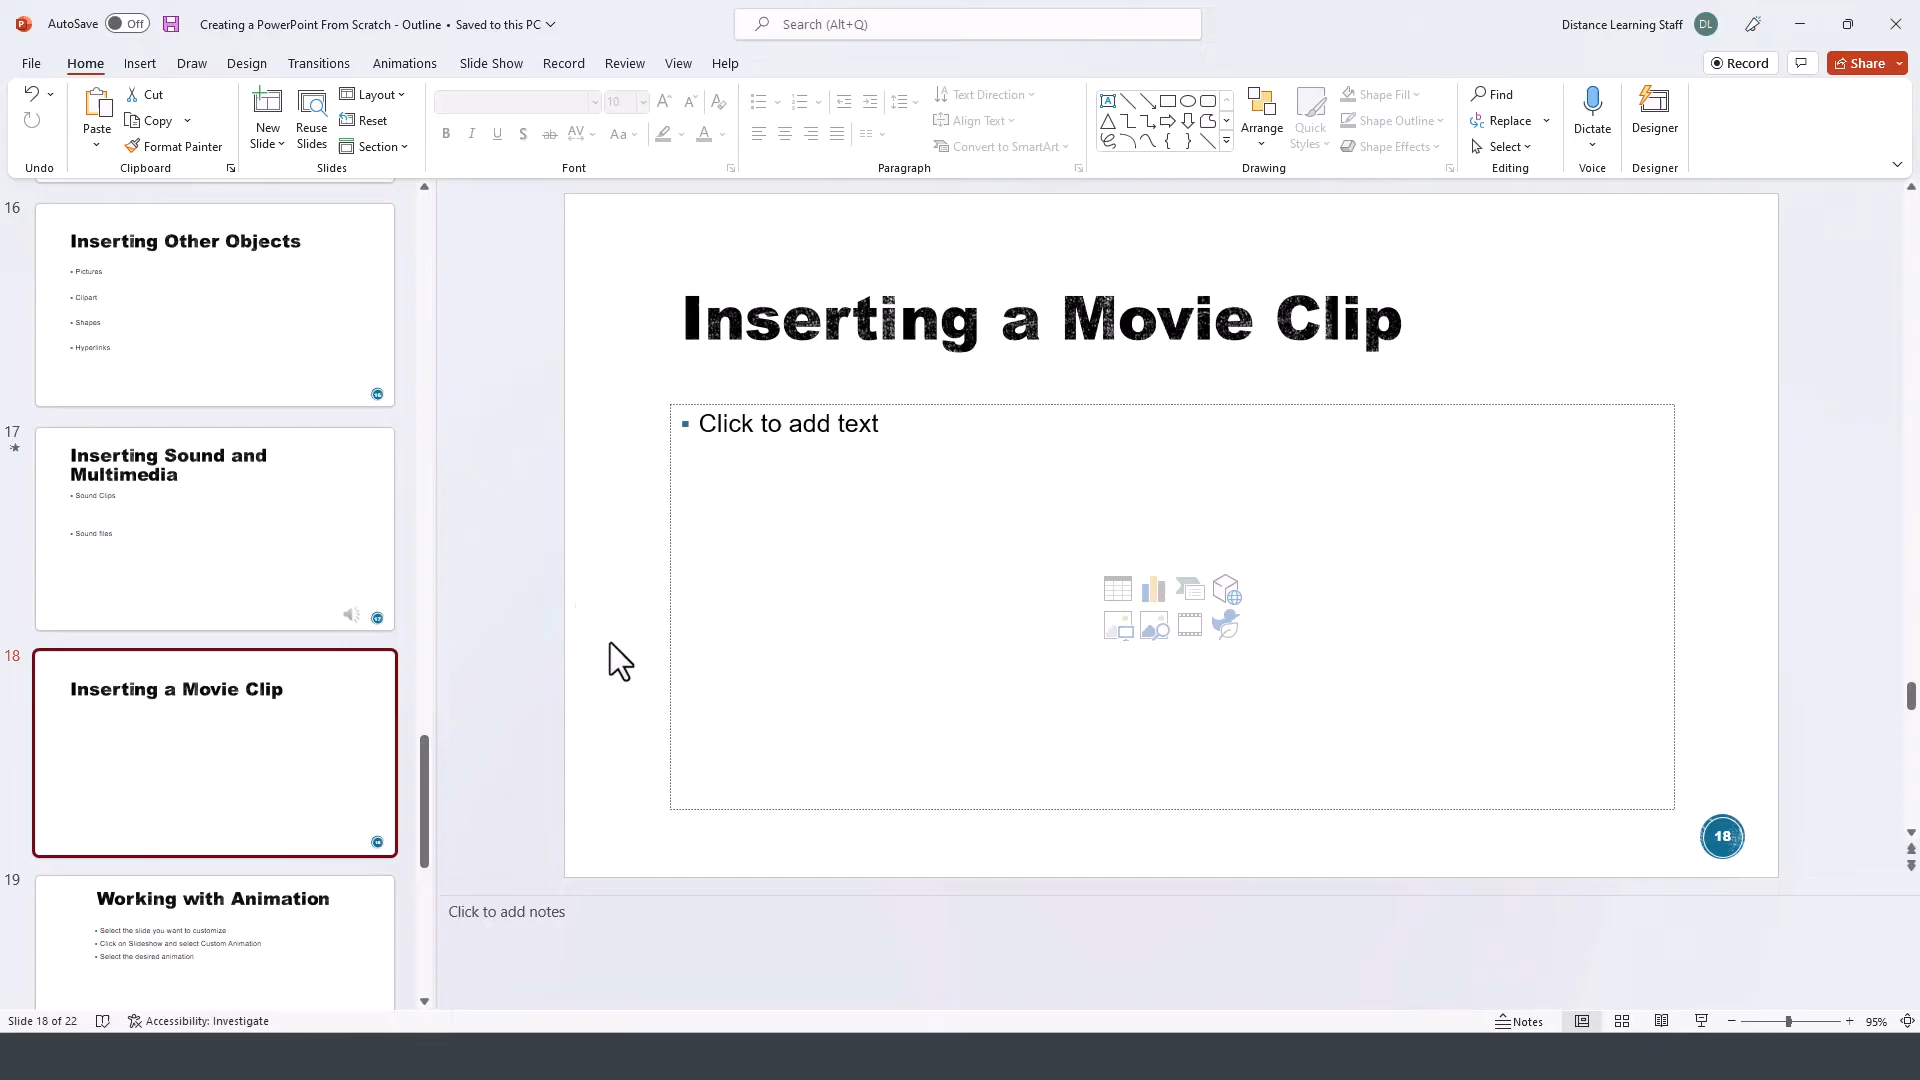 AutoSave Off Creating a PowerPoint From Scratch - Outline • Saved to this PC Search (Alt+Q) Distance Learning Staff DL
File Home Insert Draw Design Transitions Animations Slide Show Record Review View Help Record Share
Cut Layout 10 Text Direction Shape Fill Find
Paste Copy New Slide Reuse Slides Reset Align Text Arrange Quick Styles Shape Outline Replace Dictate Designer
Format Painter Section B I U S ab AV Aa A Convert to SmartArt Shape Effects Select
Undo Clipboard Slides Font Paragraph Drawing Editing Voice Designer
16
Inserting Other Objects
▪ Pictures
▪ Clipart
▪ Shapes
▪ Hyperlinks
16
17
Inserting Sound and
Multimedia
▪ Sound Clips
▪ Sound files
17
18
Inserting a Movie Clip
18
19
Working with Animation
▪ Select the slide you want to customize
▪ Click on Slideshow and select Custom Animation
▪ Select the desired animation
Inserting a Movie Clip
▪ Click to add text
18
Click to add notes
Slide 18 of 22 Accessibility: Investigate Notes 95%